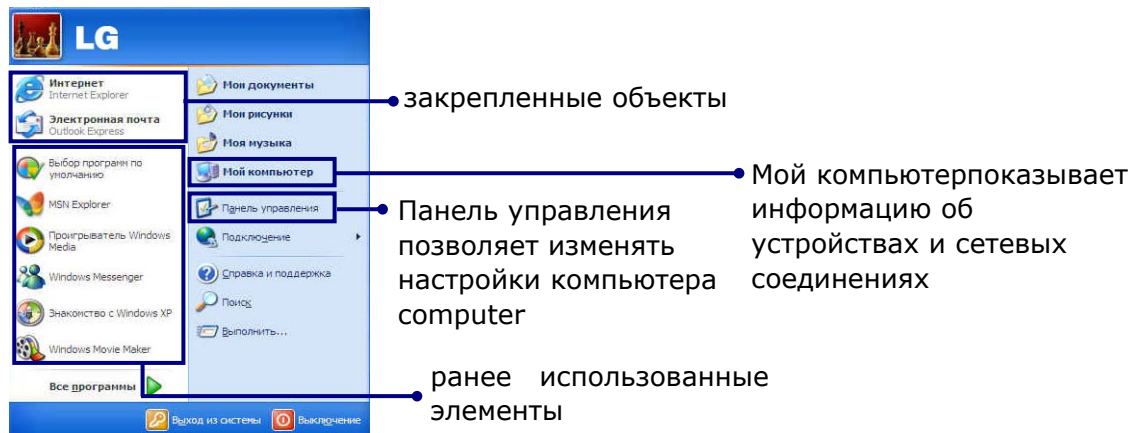 LG
Интернет
Internet Explorer
Электронная почта
Outlook Express
Выбор программ по
умолчанию
MSN Explorer
Проигрыватель Windows
Media
Windows Messenger
Знакомство с Windows XP
Windows Movie Maker
Все программы
Мои документы
Мои рисунки
Моя музыка
Мой компьютер
Панель управления
Подключение
Справка и поддержка
Поиск
Выполнить...
Выход из системы
Выключение
закрепленные объекты
Мой компьютерпоказывает
информацию об
устройствах и сетевых
соединениях
Панель управления
позволяет изменять
настройки компьютера
computer
ранее использованные
элементы